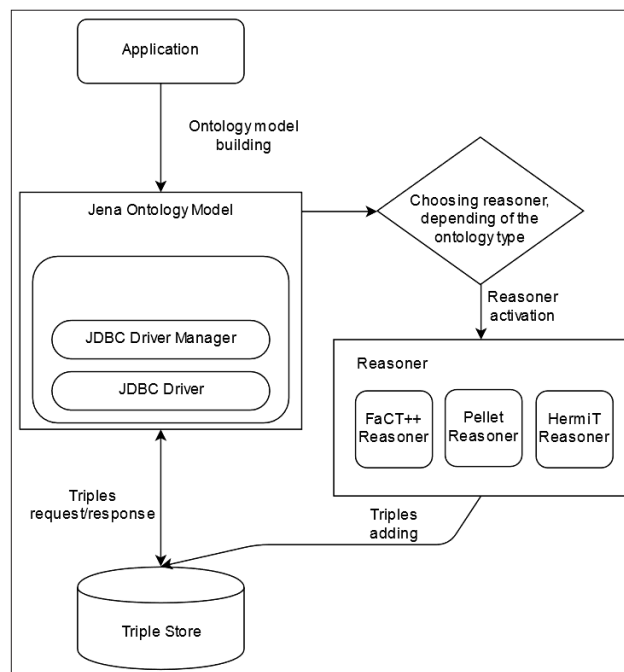 Application
Ontology model
building
Jena Ontology Model
Choosing reasoner,
depending of the
ontology type
JDBC Driver Manager
JDBC Driver
Reasoner
activation
Reasoner
FaCT++
Reasoner
Pellet
Reasoner
HermiT
Reasoner
Triples
request/response
Triples
adding
Triple Store